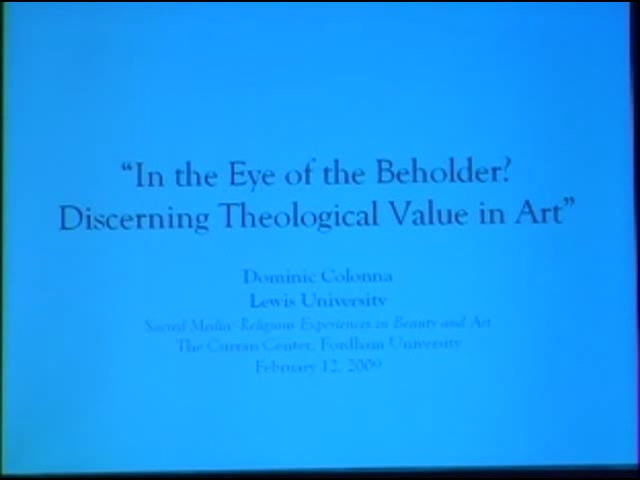 “In the Eye of the Beholder?
Discerning Theological Value in Art”
Dominic Colonna
Lewis University
Sacred Media: Religious Experiences in Beauty and Art
The Curran Center, Fordham University
February 12, 2009